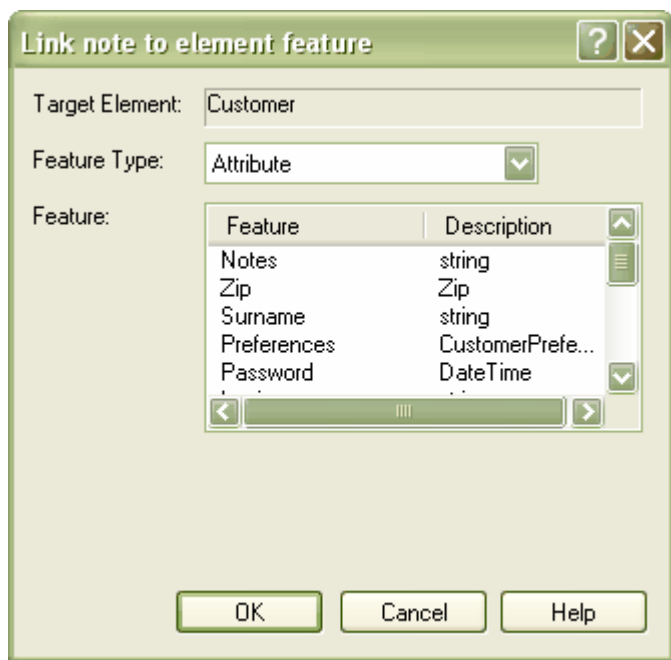 Link note to element feature
Target Element: Customer
Feature Type: Attribute
Feature:
Feature Description
Notes string
Zip Zip
Surname string
Preferences CustomerPrefe...
Password DateTime
OK Cancel Help